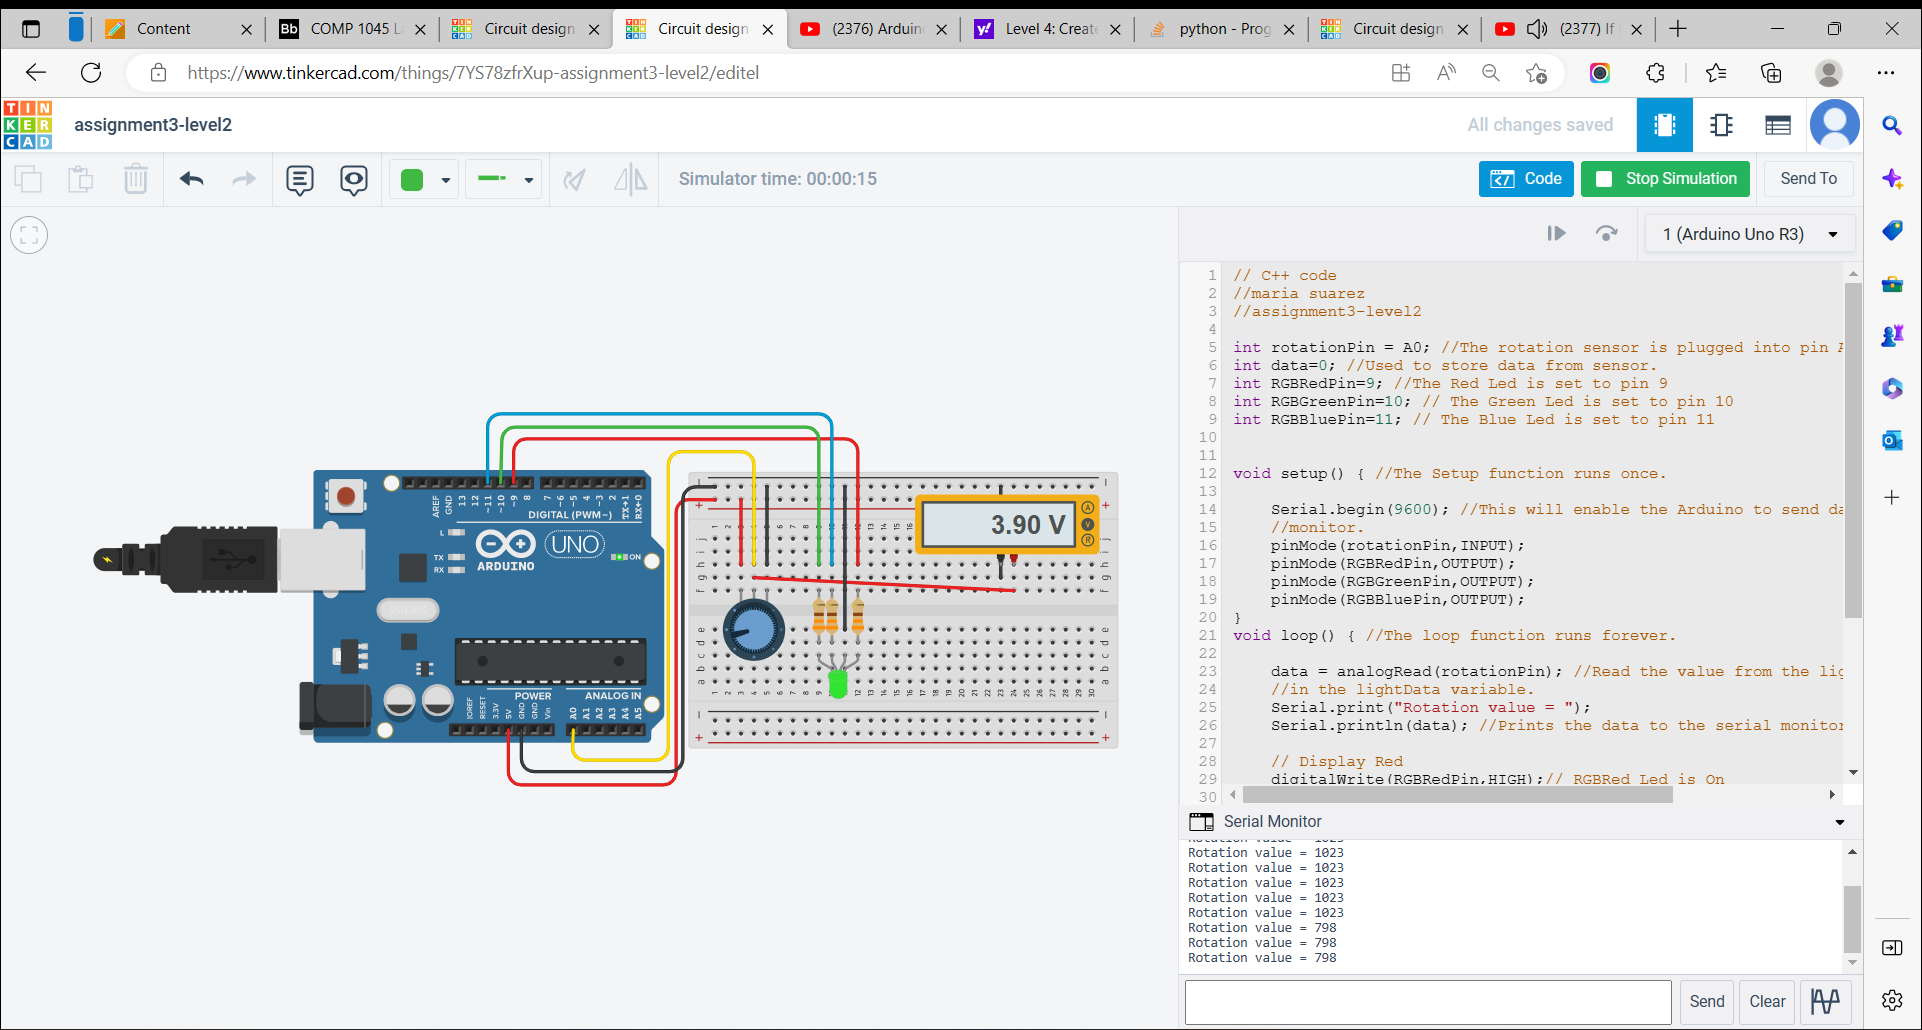 Content
COMP 1045 L
Circuit design
Circuit design
(2376) Arduin
Level 4: Create
python - Prog
Circuit design
(2377) If
https://www.tinkercad.com/things/7YS78zfrXup-assignment3-level2/editel
TIN
KER
CAD
assignment3-level2
All changes saved
Simulator time: 00:00:15
Code
Stop Simulation
Send To
1 (Arduino Uno R3)
1 // C++ code
2 //maria suarez
3 //assignment3-level2
4
5 int rotationPin = A0; //The rotation sensor is plugged into pin
6 int data=0; //Used to store data from sensor.
7 int RGBRedPin=9; //The Red Led is set to pin 9
8 int RGBGreenPin=10; // The Green Led is set to pin 10
9 int RGBBluePin=11; // The Blue Led is set to pin 11
10
11
12 void setup() { //The Setup function runs once.
13
14 Serial.begin(9600); //This will enable the Arduino to send da
15 //monitor.
16 pinMode(rotationPin,INPUT);
17 pinMode(RGBRedPin,OUTPUT);
18 pinMode(RGBGreenPin,OUTPUT);
19 pinMode(RGBBluePin,OUTPUT);
20 }
21 void loop() { //The loop function runs forever.
22
23 data = analogRead(rotationPin); //Read the value from the lig
24 //in the lightData variable.
25 Serial.print("Rotation value = ");
26 Serial.println(data); //Prints the data to the serial monitor
27
28 // Display Red
29 digitalWrite(RGBRedPin,HIGH);// RGBRed Led is On
30
AREF
GND
13
12
~11
~10
~9
8
7
~6
~5
~4
~3
2
TX→1
RX←0
DIGITAL (PWM~)
L
TX
RX
UNO
ARDUINO
ON
POWER
ANALOG IN
IOREF
RESET
3.3V
5V
GND
GND
Vin
A0
A1
A2
A3
A4
A5
3.90 V
A
V
R
Serial Monitor
Rotation value = 1023
Rotation value = 1023
Rotation value = 1023
Rotation value = 1023
Rotation value = 1023
Rotation value = 1023
Rotation value = 798
Rotation value = 798
Rotation value = 798
Send
Clear